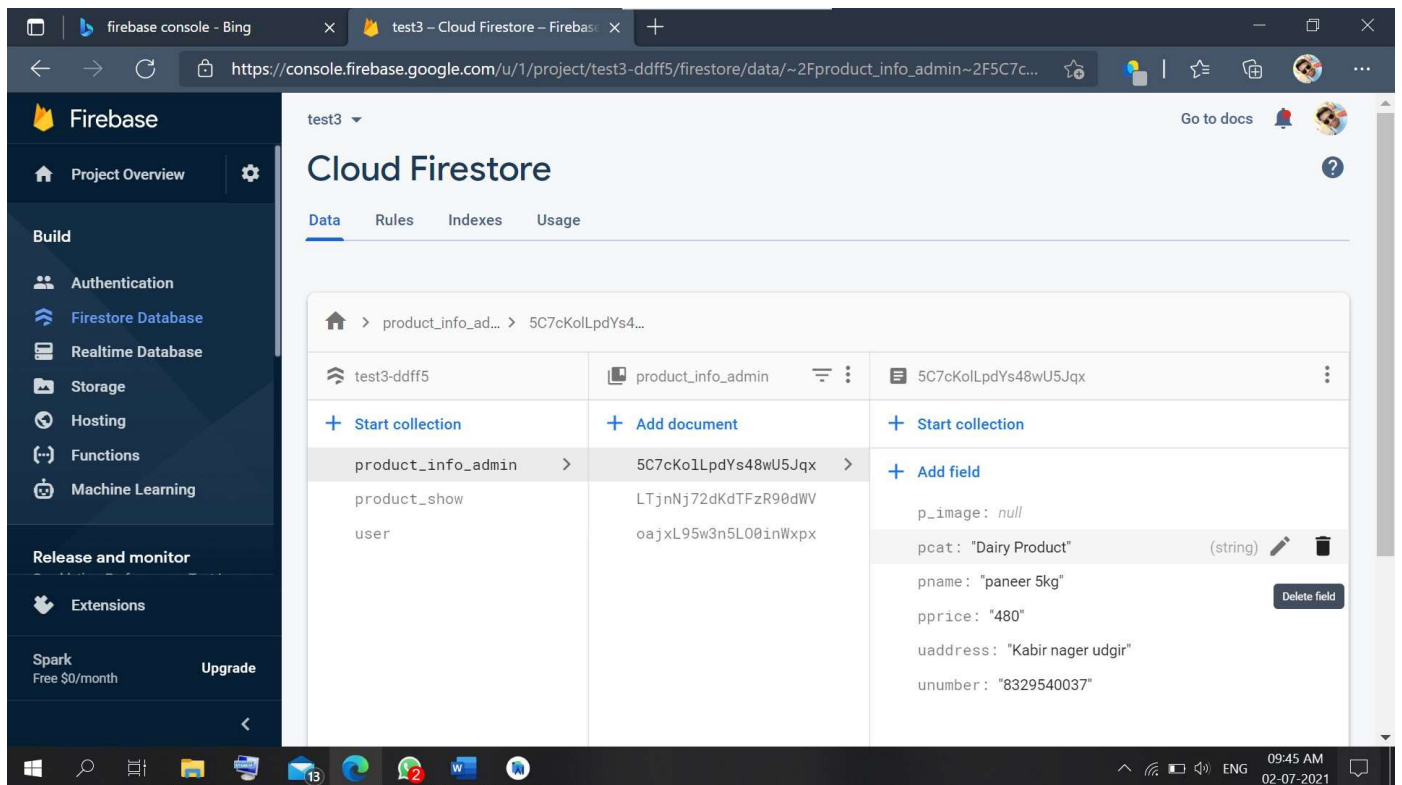 firebase console - Bing
test3 – Cloud Firestore – Firebase
https://console.firebase.google.com/u/1/project/test3-ddff5/firestore/data/~2Fproduct_info_admin~2F5C7c...
Firebase
test3
Go to docs
Project Overview
Cloud Firestore
Data Rules Indexes Usage
Build
Authentication
Firestore Database
Realtime Database
Storage
Hosting
Functions
Machine Learning
Release and monitor
Extensions
Spark
Free $0/month
Upgrade
product_info_ad... 5C7cKolLpdYs4...
test3-ddff5
product_info_admin
5C7cKolLpdYs48wU5Jqx
+ Start collection
+ Add document
+ Start collection
product_info_admin
product_show
user
5C7cKolLpdYs48wU5Jqx
LTjnNj72dKdTFzR90dWV
oajxL95w3n5LO0inWxpx
+ Add field
p_image: null
pcat: "Dairy Product" (string)
pname: "paneer 5kg"
Delete field
pprice: "480"
uaddress: "Kabir nager udgir"
unumber: "8329540037"
13
2
ENG
09:45 AM
02-07-2021